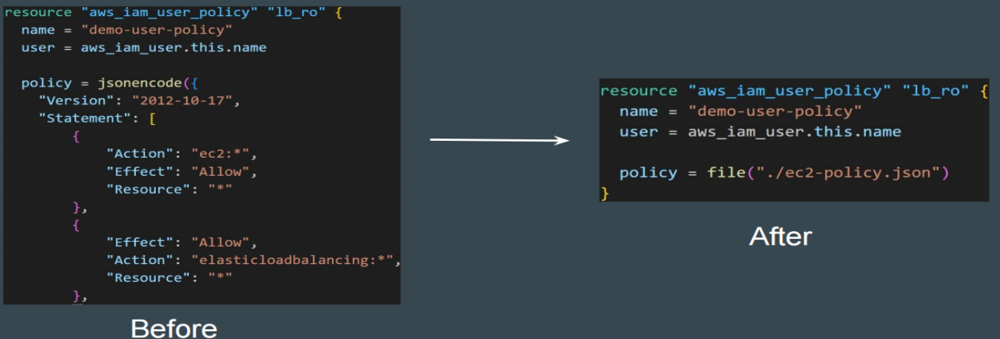 resource "aws_iam_user_policy" "lb_ro" {
  name = "demo-user-policy"
  user = aws_iam_user.this.name
  policy = jsonencode({
    "Version": "2012-10-17",
    "Statement": [
        {
            "Action": "ec2:*",
            "Effect": "Allow",
            "Resource": "*"
        },
        {
            "Effect": "Allow",
            "Action": "elasticloadbalancing:*",
            "Resource": "*"
        },
Before
resource "aws_iam_user_policy" "lb_ro" {
  name = "demo-user-policy"
  user = aws_iam_user.this.name
  policy = file("./ec2-policy.json")
}
After